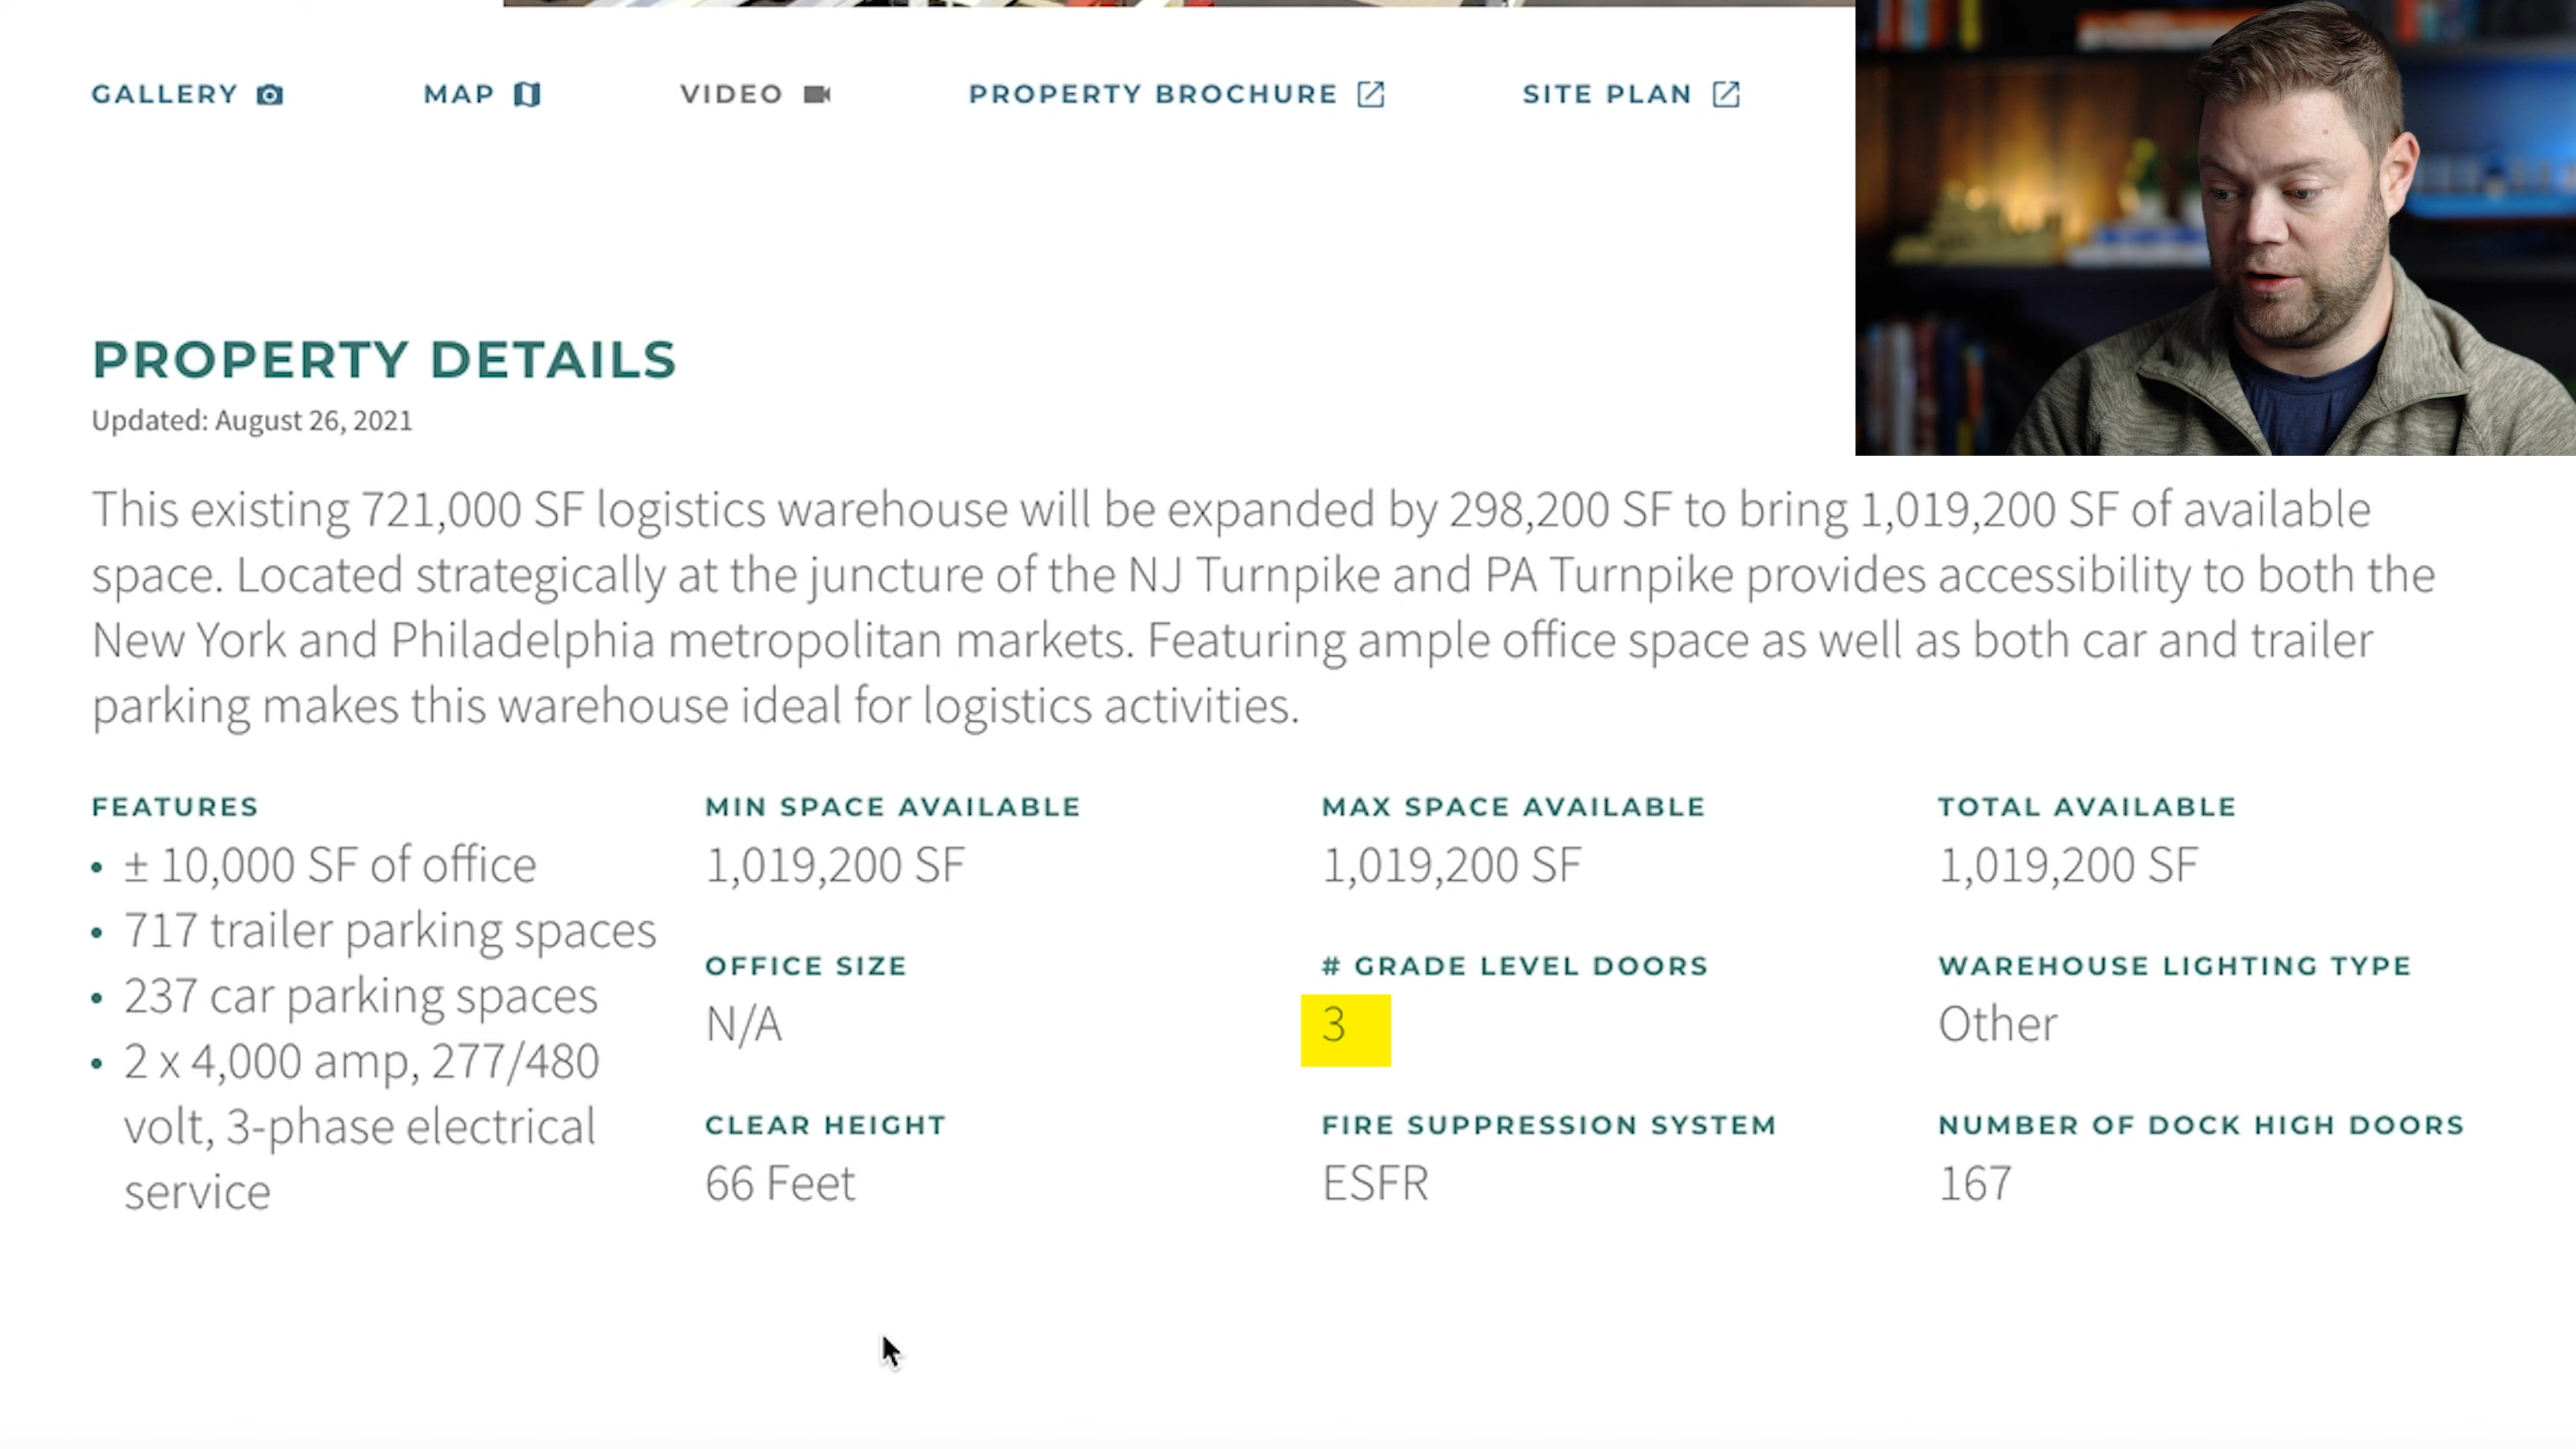 GALLERY
MAP
VIDEO
PROPERTY BROCHURE
SITE PLAN
PROPERTY DETAILS
Updated: August 26, 2021
This existing 721,000 SF logistics warehouse will be expanded by 298,200 SF to bring 1,019,200 SF of available
space. Located strategically at the juncture of the NJ Turnpike and PA Turnpike provides accessibility to both the
New York and Philadelphia metropolitan markets. Featuring ample office space as well as both car and trailer
parking makes this warehouse ideal for logistics activities.
FEATURES
• ± 10,000 SF of office
• 717 trailer parking spaces
• 237 car parking spaces
• 2 x 4,000 amp, 277/480
volt, 3-phase electrical
service
MIN SPACE AVAILABLE
1,019,200 SF
MAX SPACE AVAILABLE
1,019,200 SF
TOTAL AVAILABLE
1,019,200 SF
OFFICE SIZE
N/A
# GRADE LEVEL DOORS
3
WAREHOUSE LIGHTING TYPE
Other
CLEAR HEIGHT
66 Feet
FIRE SUPPRESSION SYSTEM
ESFR
NUMBER OF DOCK HIGH DOORS
167